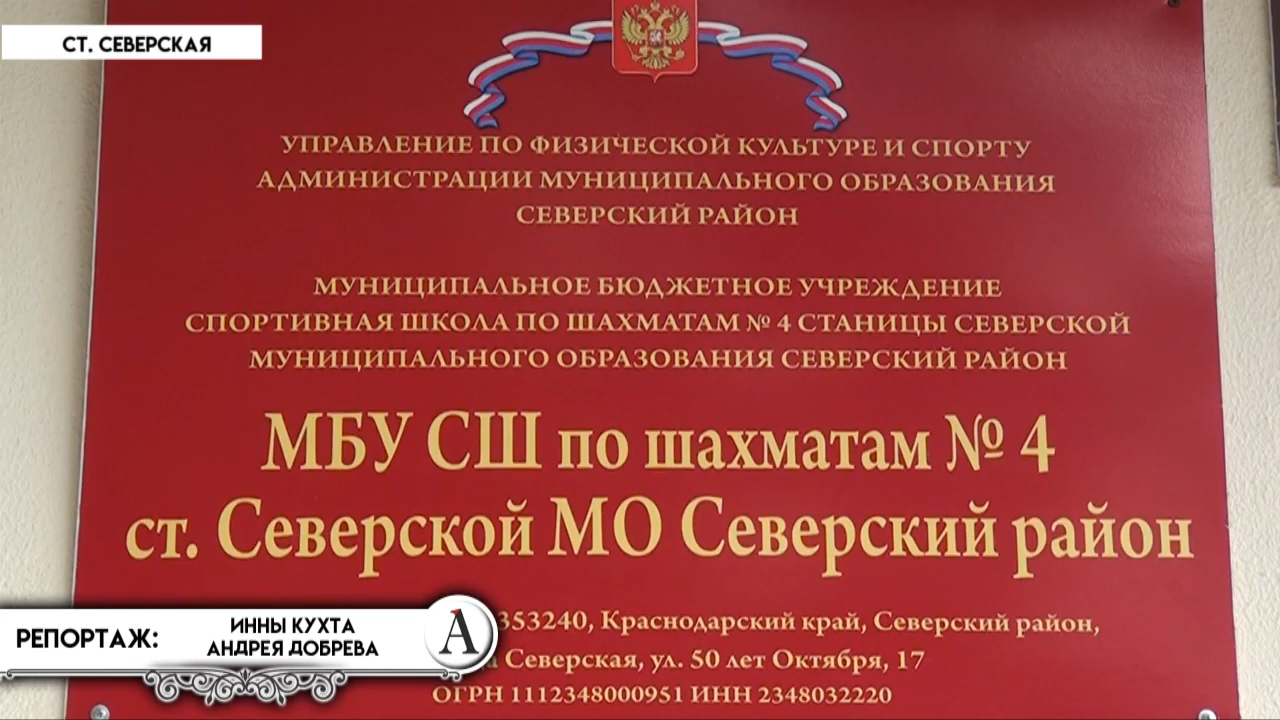 СТ. СЕВЕРСКАЯ
УПРАВЛЕНИЕ ПО ФИЗИЧЕСКОЙ КУЛЬТУРЕ И СПОРТУ
АДМИНИСТРАЦИИ МУНИЦИПАЛЬНОГО ОБРАЗОВАНИЯ
СЕВЕРСКИЙ РАЙОН
МУНИЦИПАЛЬНОЕ БЮДЖЕТНОЕ УЧРЕЖДЕНИЕ
СПОРТИВНАЯ ШКОЛА ПО ШАХМАТАМ № 4 СТАНИЦЫ СЕВЕРСКОЙ
МУНИЦИПАЛЬНОГО ОБРАЗОВАНИЯ СЕВЕРСКИЙ РАЙОН
МБУ СШ по шахматам № 4
ст. Северской МО Северский район
353240, Краснодарский край, Северский район,
Северская, ул. 50 лет Октября, 17
ОГРН 1112348000951 ИНН 2348032220
РЕПОРТАЖ:
ИННЫ КУХТА
АНДРЕЯ ДОБРЕВА
А